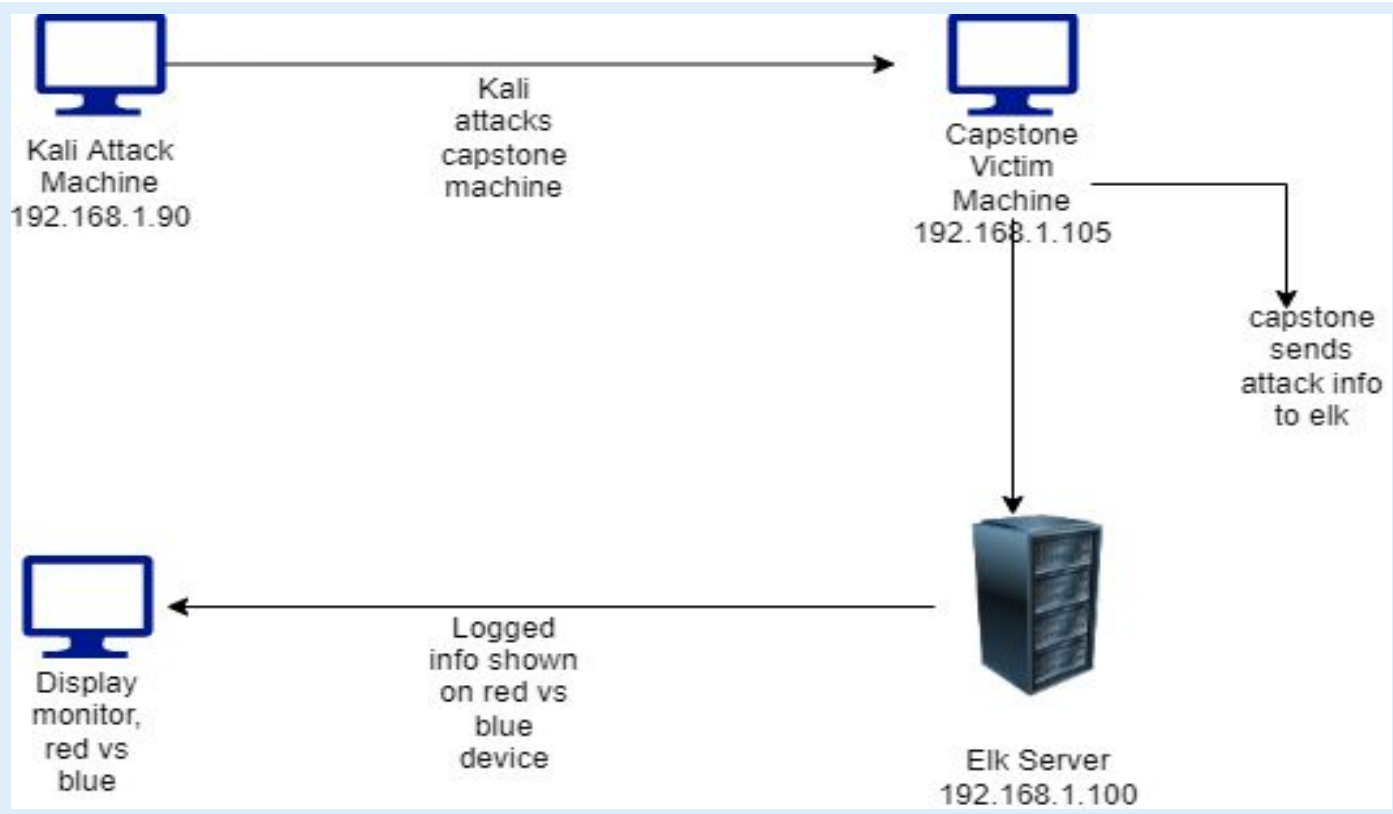 Kali Attack
Machine
192.168.1.90
Kali
attacks
capstone
machine
Capstone
Victim
Machine
192.168.1.105
capstone
sends
attack info
to elk
Display
monitor,
red vs
blue
Logged
info shown
on red vs
blue
device
Elk Server
192.168.1.100